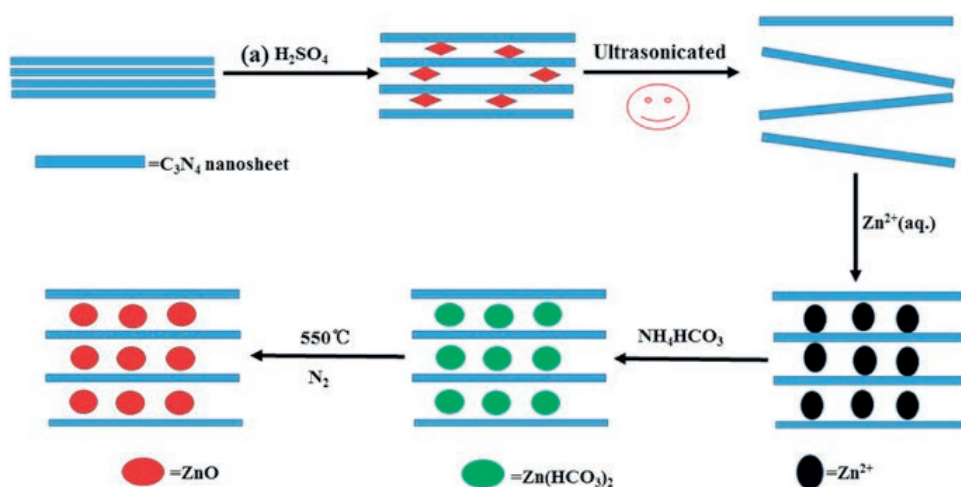 (a) H₂SO₄
Ultrasonicated
=C₃N₄ nanosheet
Zn²⁺(aq.)
NH₄HCO₃
550℃
N₂
=ZnO
=Zn(HCO₃)₂
=Zn²⁺